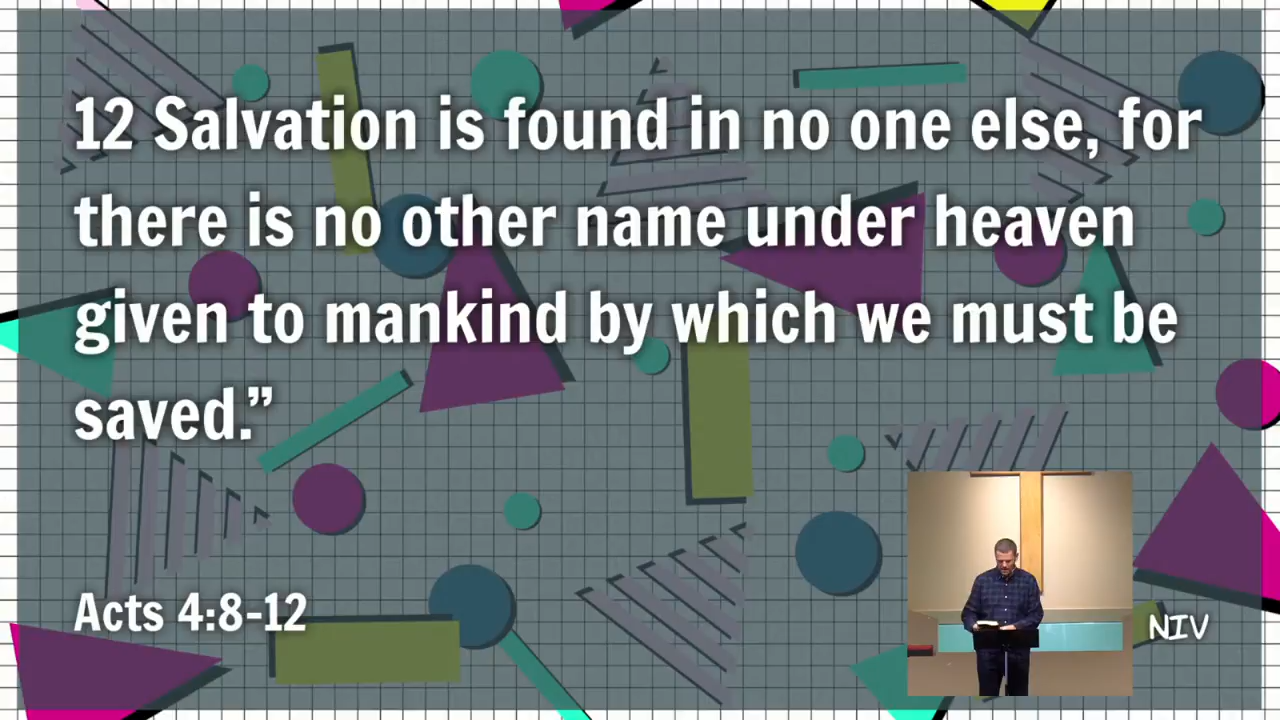 12 Salvation is found in no one else, for
there is no other name under heaven
given to mankind by which we must be
saved.”
Acts 4:8-12
NIV